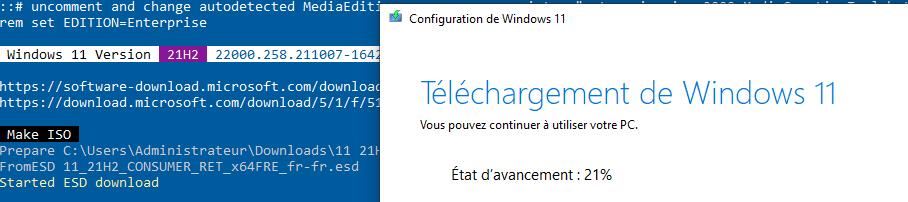 ::# uncomment and change autodetected MediaEdi
rem set EDITION=Enterprise
Windows 11 Version 21H2 22000.258.211007-1642
https://software-download.microsoft.com/downloa
https://download.microsoft.com/download/5/1/f/51
Make ISO
Prepare C:\Users\Administrateur\Downloads\11 21H
FromESD 11_21H2_CONSUMER_RET_x64FRE_fr-fr.esd
Started ESD download
Configuration de Windows 11
Téléchargement de Windows 11
Vous pouvez continuer à utiliser votre PC.
État d'avancement : 21%